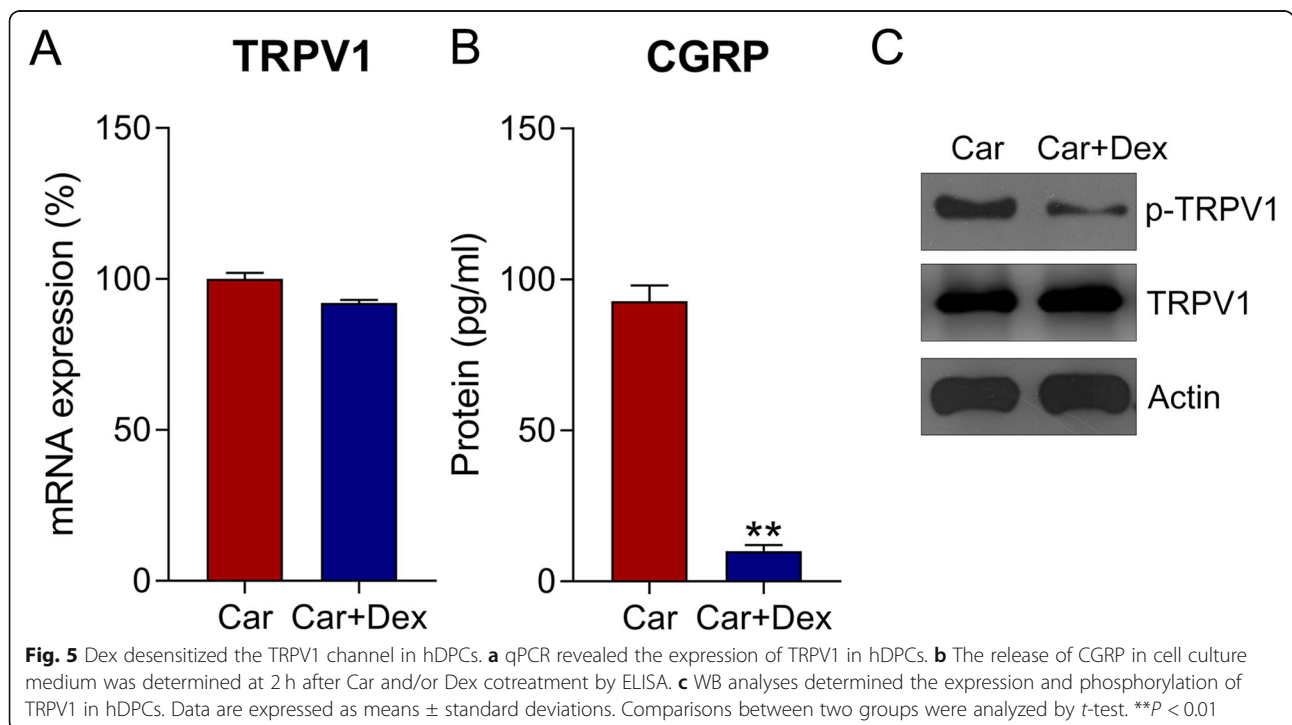 A TRPV1
B CGRP
C
mRNA expression (%)
150
100
50
0
Car Car+Dex
Protein (pg/ml)
150
100
50
0
**
Car Car+Dex
Car Car+Dex
p-TRPV1
TRPV1
Actin
Fig. 5 Dex desensitized the TRPV1 channel in hDPCs. a qPCR revealed the expression of TRPV1 in hDPCs. b The release of CGRP in cell culture
medium was determined at 2 h after Car and/or Dex cotreatment by ELISA. c WB analyses determined the expression and phosphorylation of
TRPV1 in hDPCs. Data are expressed as means ± standard deviations. Comparisons between two groups were analyzed by t-test. **P < 0.01